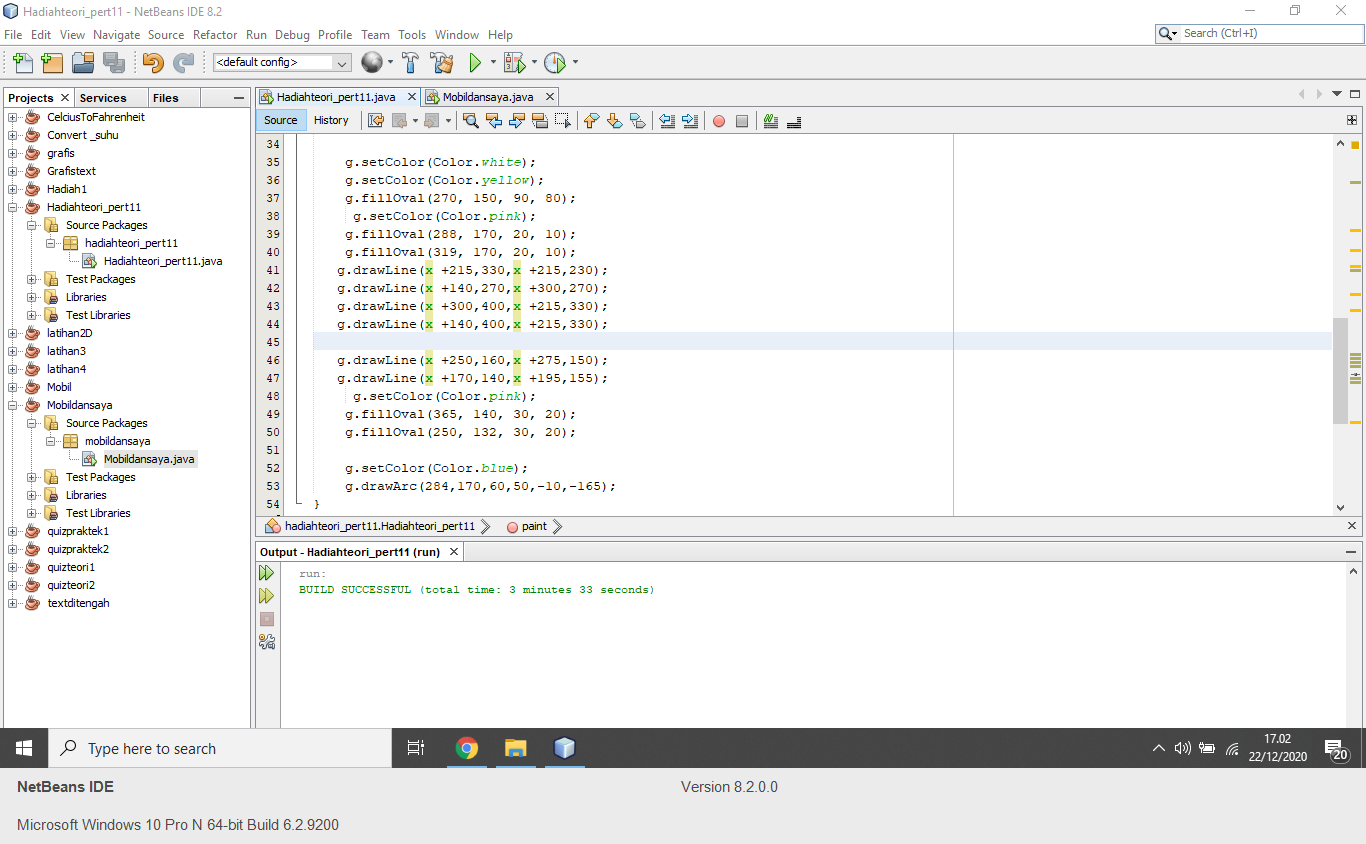 Hadiahteori_pert11 - NetBeans IDE 8.2
File Edit View Navigate Source Refactor Run Debug Profile Team Tools Window Help
Search (Ctrl+I)
<default config>
Projects Services Files
CelciusToFahrenheit
Convert _suhu
grafis
Grafistext
Hadiah1
Hadiahteori_pert11
Source Packages
hadiahteori_pert11
Hadiahteori_pert11.java
Test Packages
Libraries
Test Libraries
latihan2D
latihan3
latihan4
Mobil
Mobildansaya
Source Packages
mobildansaya
Mobildansaya.java
Test Packages
Libraries
Test Libraries
quizpraktek1
quizpraktek2
quizteori1
quizteori2
textditengah
Hadiahteori_pert11.java Mobildansaya.java
Source History
34
35 g.setColor(Color.white);
36 g.setColor(Color.yellow);
37 g.fillOval(270, 150, 90, 80);
38 g.setColor(Color.pink);
39 g.fillOval(288, 170, 20, 10);
40 g.fillOval(319, 170, 20, 10);
41 g.drawLine(x +215,330,x +215,230);
42 g.drawLine(x +140,270,x +300,270);
43 g.drawLine(x +300,400,x +215,330);
44 g.drawLine(x +140,400,x +215,330);
45
46 g.drawLine(x +250,160,x +275,150);
47 g.drawLine(x +170,140,x +195,155);
48 g.setColor(Color.pink);
49 g.fillOval(365, 140, 30, 20);
50 g.fillOval(250, 132, 30, 20);
51
52 g.setColor(Color.blue);
53 g.drawArc(284,170,60,50,-10,-165);
54 }
hadiahteori_pert11.Hadiahteori_pert11 paint
Output - Hadiahteori_pert11 (run)
run:
BUILD SUCCESSFUL (total time: 3 minutes 33 seconds)
Type here to search
17.02
22/12/2020
20
NetBeans IDE Version 8.2.0.0
Microsoft Windows 10 Pro N 64-bit Build 6.2.9200